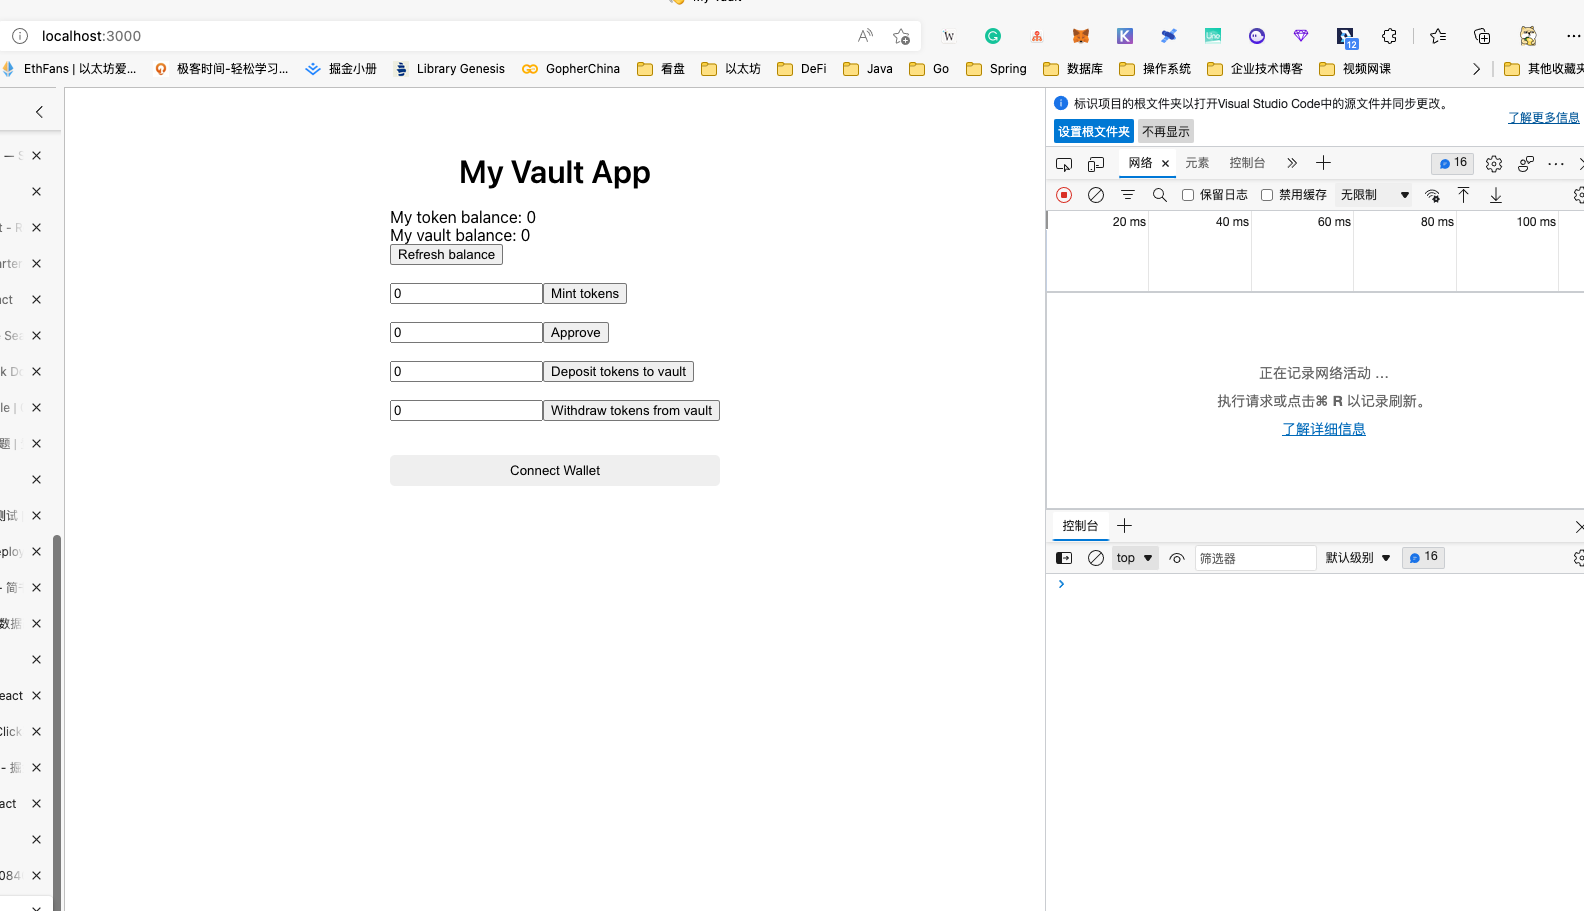 localhost:3000
W
K
12
EthFans | 以太坊爱...
极客时间-轻松学习...
掘金小册
Library Genesis
GopherChina
看盘
以太坊
DeFi
Java
Go
Spring
数据库
操作系统
企业技术博客
视频网课
其他收藏夹
标识项目的根文件夹以打开Visual Studio Code中的源文件并同步更改。
了解更多信息
设置根文件夹
不再显示
网络
元素
控制台
16
保留日志
禁用缓存
无限制
20 ms
40 ms
60 ms
80 ms
100 ms
正在记录网络活动 ...
执行请求或点击⌘ R 以记录刷新。
了解详细信息
控制台
top
筛选器
默认级别
16
My Vault App
My token balance: 0
My vault balance: 0
Refresh balance
0
Mint tokens
0
Approve
0
Deposit tokens to vault
0
Withdraw tokens from vault
Connect Wallet